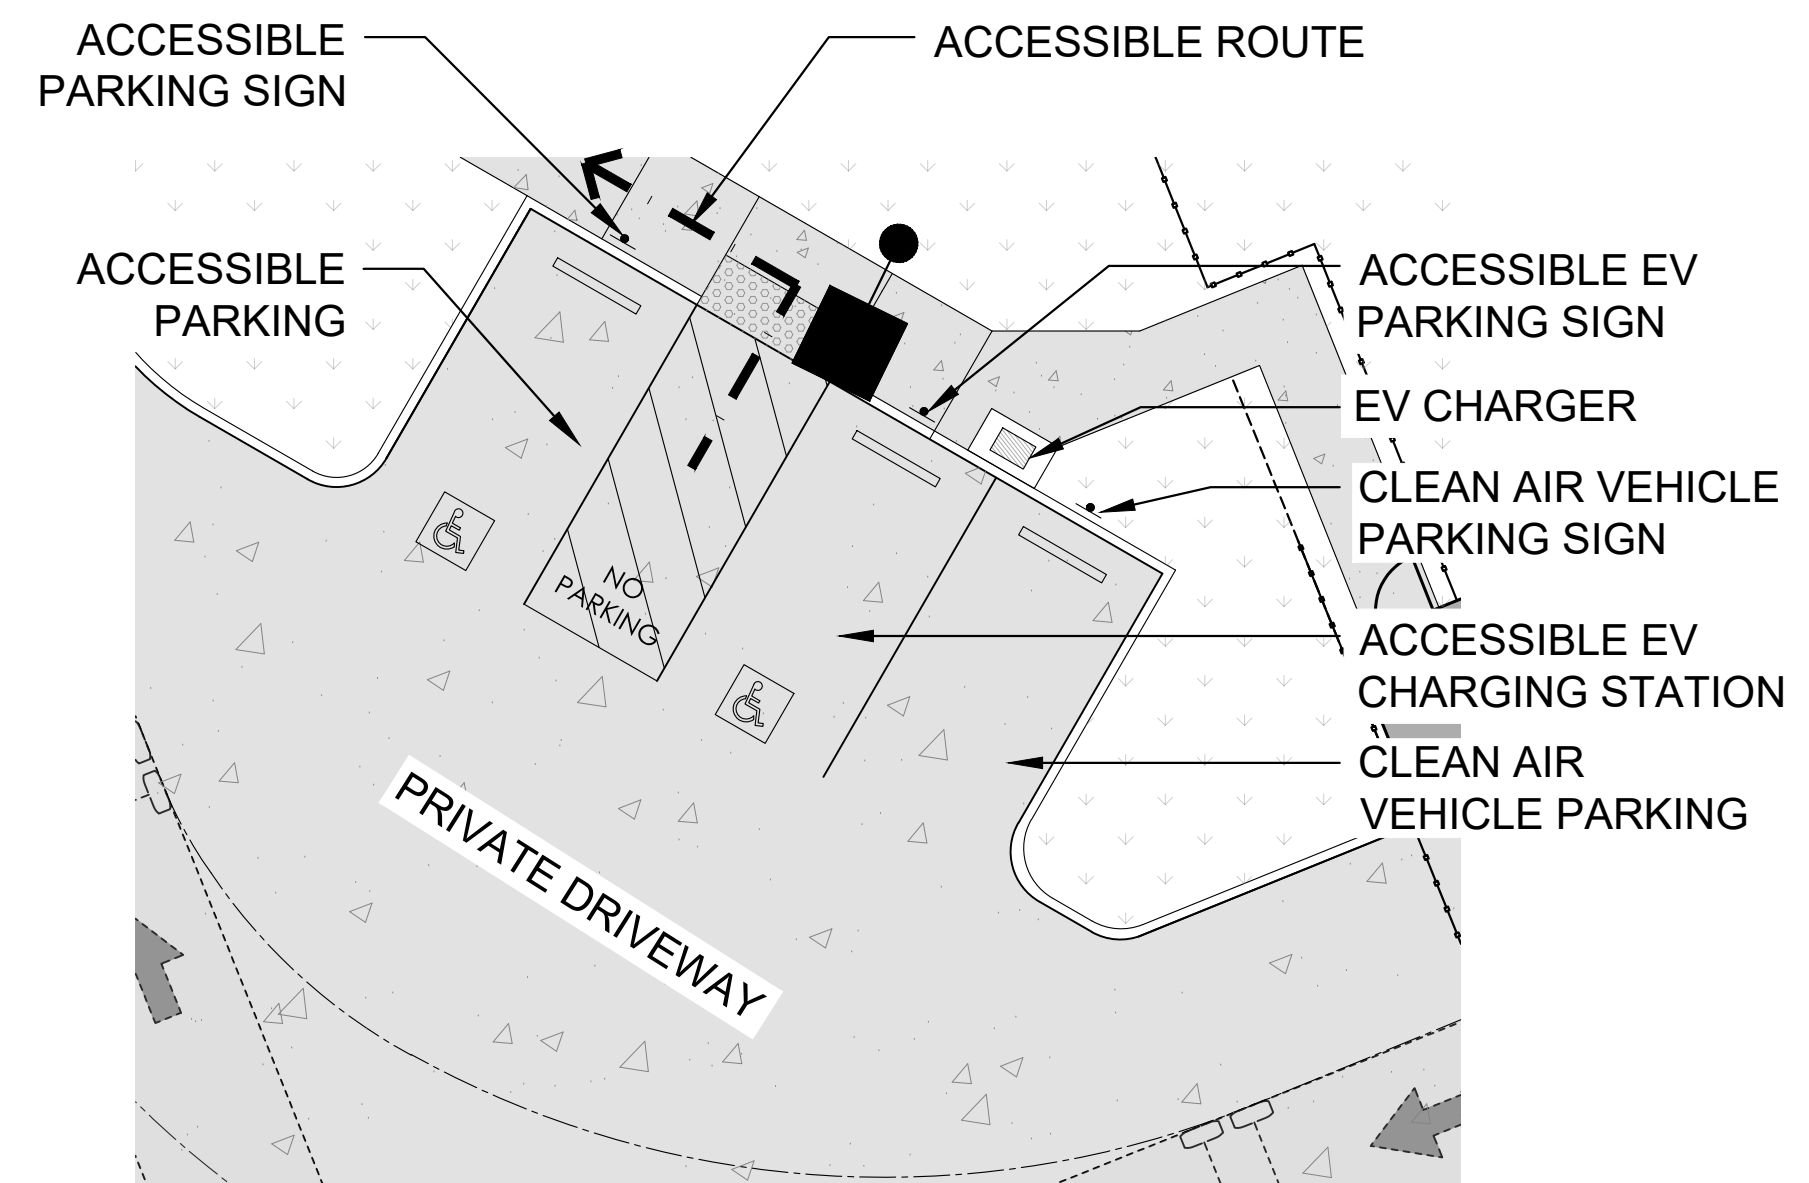 ACCESSIBLE
PARKING SIGN
ACCESSIBLE ROUTE
ACCESSIBLE
PARKING
ACCESSIBLE EV
PARKING SIGN
EV CHARGER
CLEAN AIR VEHICLE
PARKING SIGN
NO
PARKING
ACCESSIBLE EV
CHARGING STATION
CLEAN AIR
VEHICLE PARKING
PRIVATE DRIVEWAY